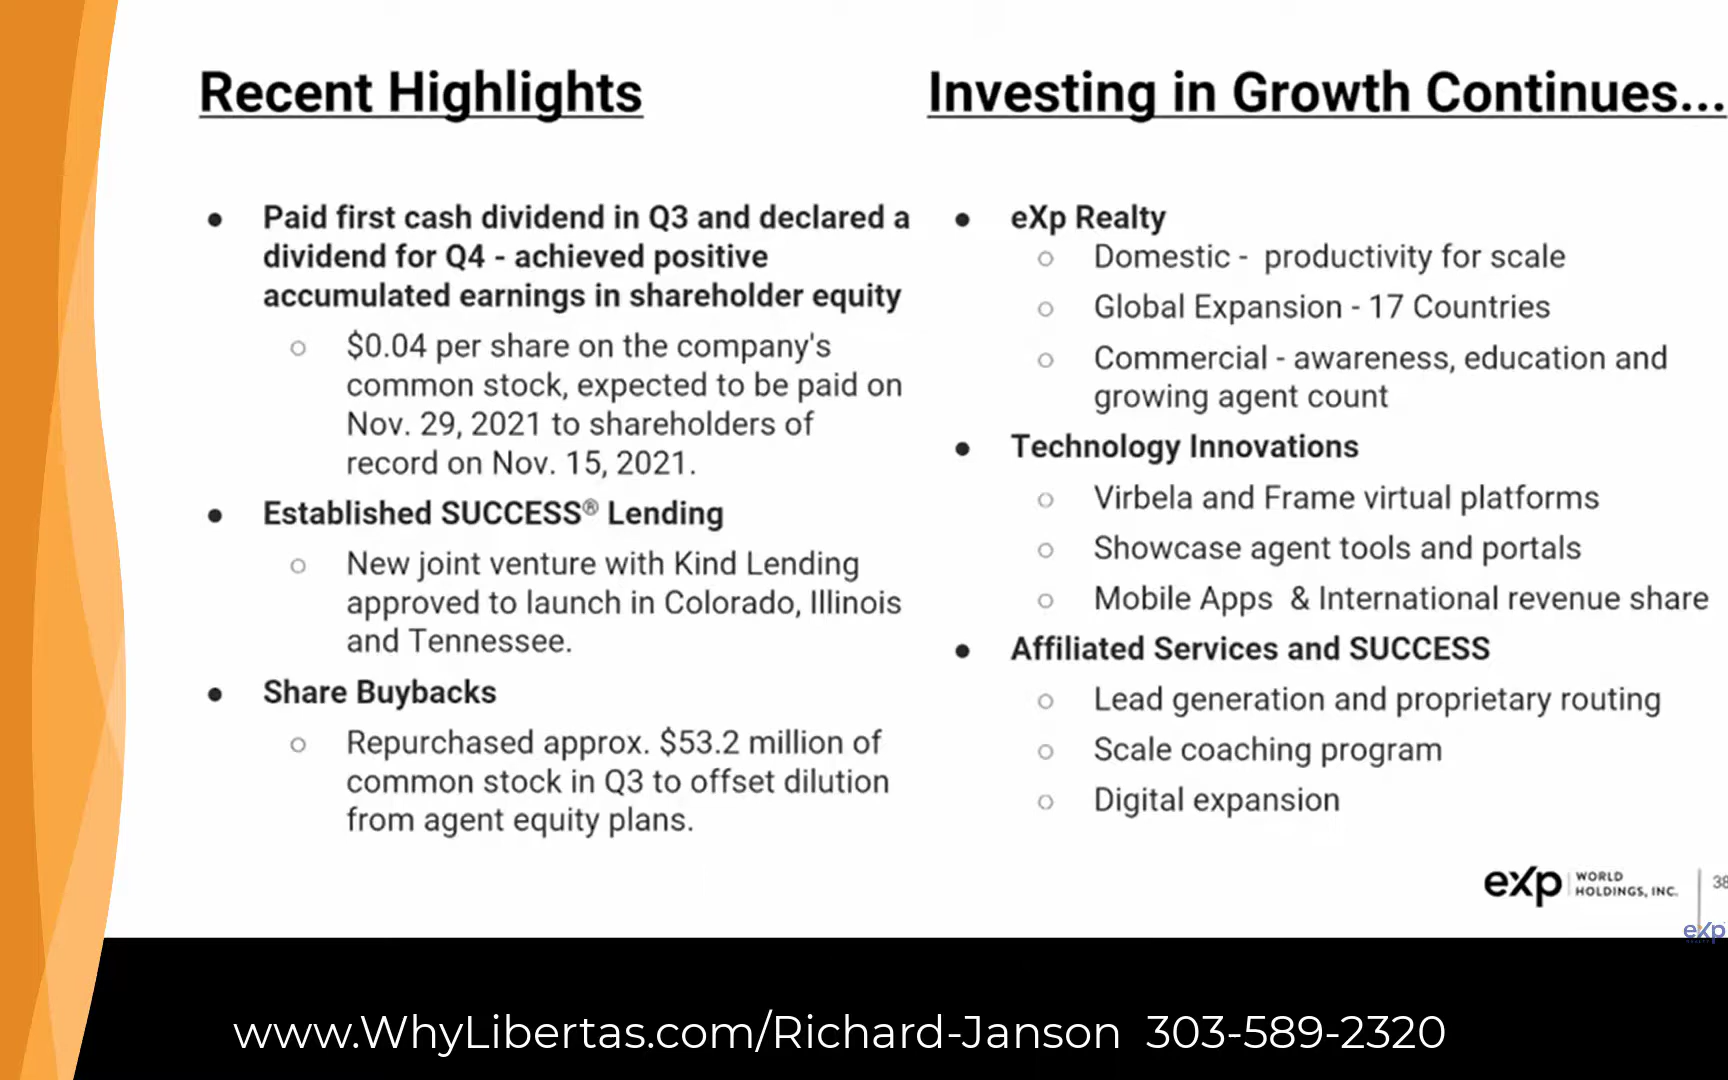 Recent Highlights
● Paid first cash dividend in Q3 and declared a
dividend for Q4 - achieved positive
accumulated earnings in shareholder equity
○ $0.04 per share on the company's
common stock, expected to be paid on
Nov. 29, 2021 to shareholders of
record on Nov. 15, 2021.
● Established SUCCESS® Lending
○ New joint venture with Kind Lending
approved to launch in Colorado, Illinois
and Tennessee.
● Share Buybacks
○ Repurchased approx. $53.2 million of
common stock in Q3 to offset dilution
from agent equity plans.
Investing in Growth Continues...
● eXp Realty
○ Domestic - productivity for scale
○ Global Expansion - 17 Countries
○ Commercial - awareness, education and
growing agent count
● Technology Innovations
○ Virbela and Frame virtual platforms
○ Showcase agent tools and portals
○ Mobile Apps & International revenue share
● Affiliated Services and SUCCESS
○ Lead generation and proprietary routing
○ Scale coaching program
○ Digital expansion
eXp WORLD
HOLDINGS, INC.
38
eXp
www.WhyLibertas.com/Richard-Janson 303-589-2320